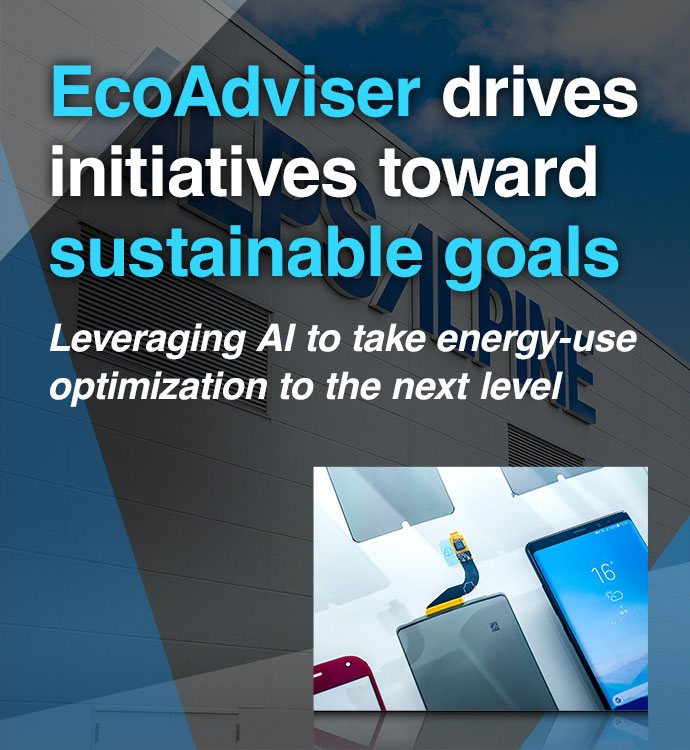 EcoAdviser drives
initiatives toward
sustainable goals
ALPSALPINE
Leveraging AI to take energy-use
optimization to the next level
16°